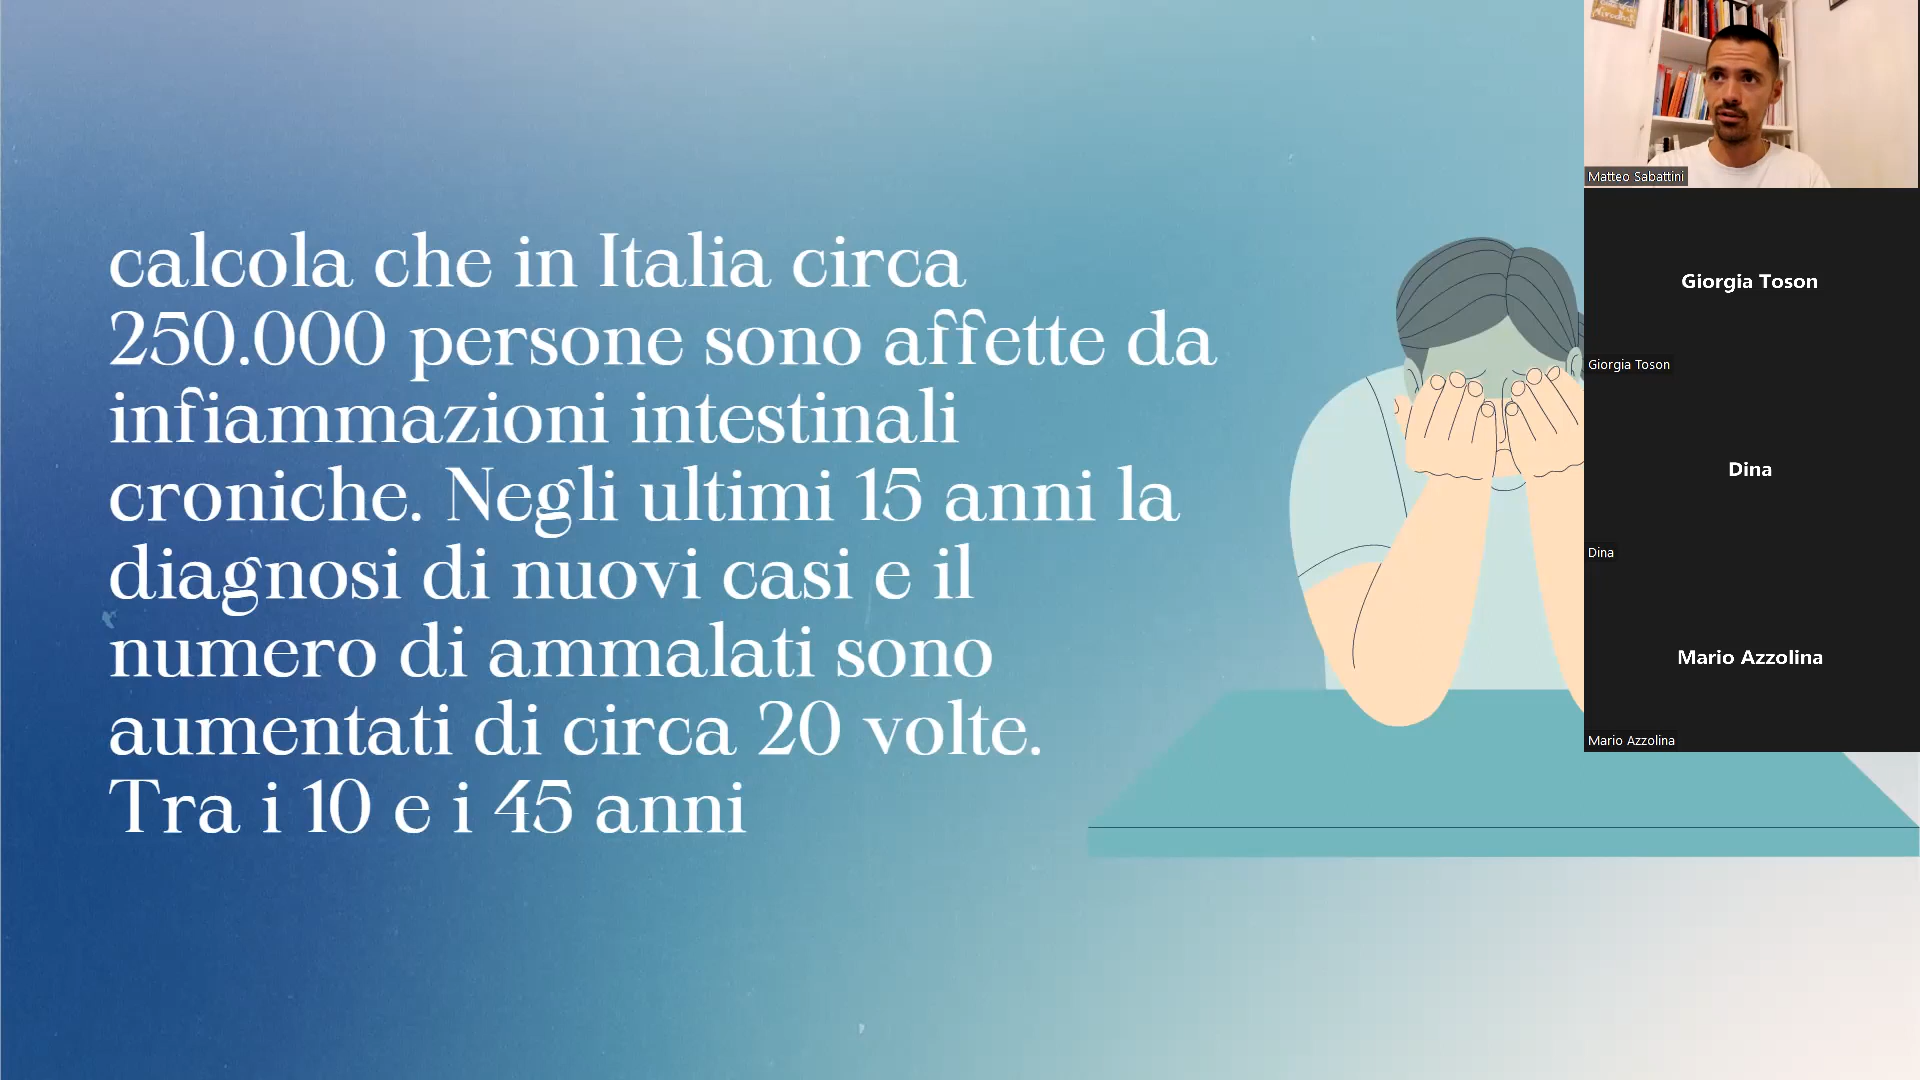 calcola che in Italia circa
250.000 persone sono affette da
infiammazioni intestinali
croniche. Negli ultimi 15 anni la
diagnosi di nuovi casi e il
numero di ammalati sono
aumentati di circa 20 volte.
Tra i 10 e i 45 anni
Matteo Sabattini
Giorgia Toson
Giorgia Toson
Dina
Dina
Mario Azzolina
Mario Azzolina